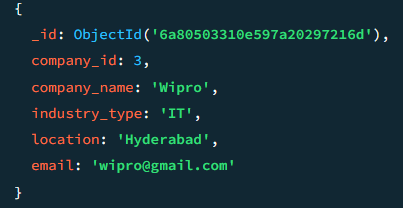 {
_id: ObjectId('6a80503310e597a20297216d'),
company_id: 3,
company_name: 'Wipro',
industry_type: 'IT',
location: 'Hyderabad',
email: 'wipro@gmail.com'
}